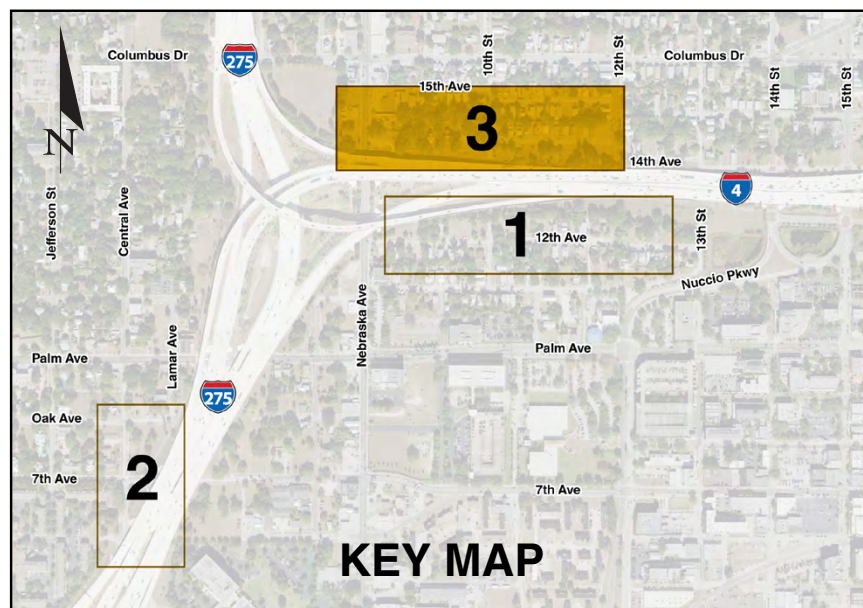 Columbus Dr
275
10th St
12th St
Columbus Dr
14th St
15th St
15th Ave
3
N
14th Ave
4
Jefferson St
Central Ave
1
12th Ave
13th St
Nuccio Pkwy
Nebraska Ave
Lamar Ave
Palm Ave
Palm Ave
275
Oak Ave
2
7th Ave
7th Ave
KEY MAP